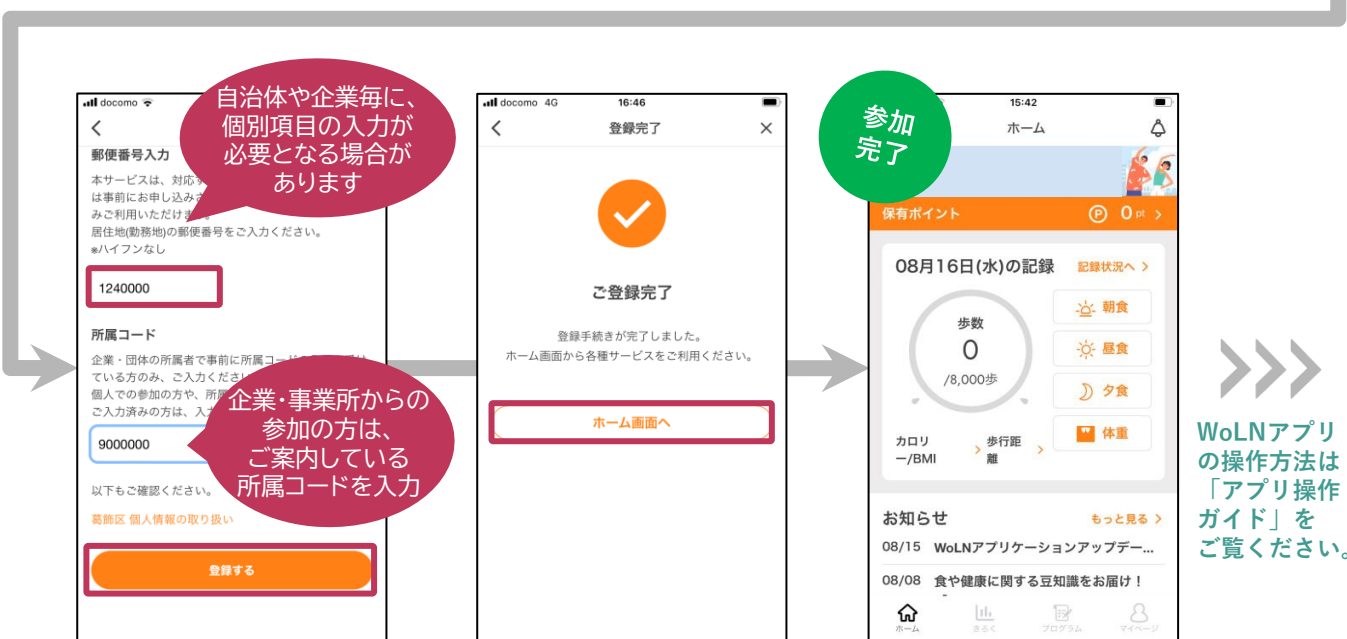 docomo
郵便番号入力
本サービスは、対応
は事前にお申し込み
みご利用いただけま
居住地(勤務地)の郵便番号をご入力ください。
※ハイフンなし
1240000
自治体や企業毎に、
個別項目の入力が
必要となる場合が
あります
所属コード
企業・団体の所属者で事前に所属コー
ている方のみ、ご入力くださ
個人での参加の方や、所
ご入力済みの方は、入
9000000
企業・事業所からの
参加の方は、
ご案内している
所属コードを入力
以下もご確認ください。
葛飾区 個人情報の取り扱い
登録する
docomo 4G 16:46
登録完了
ご登録完了
登録手続きが完了しました。
ホーム画面から各種サービスをご利用ください。
ホーム画面へ
参加
完了
15:42
ホーム
保有ポイント P 0 pt
08月16日(水)の記録 記録状況へ
歩数
0
/8,000歩
朝食
昼食
夕食
体重
カロリ
ー/BMI
歩行距
離
お知らせ もっと見る
08/15 WoLNアプリケーションアップデー...
08/08 食や健康に関する豆知識をお届け！
ホーム きろく プログラム マイページ
WoLNアプリ
の操作方法は
「アプリ操作
ガイド」を
ご覧ください。